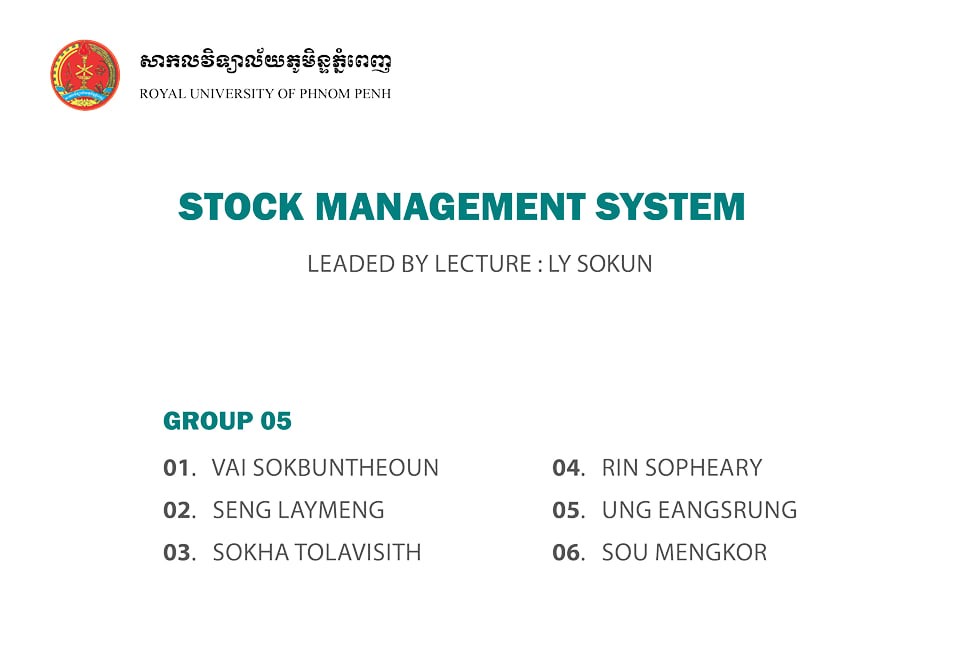 សាកលវិទ្យាល័យភូមិន្ទភ្នំពេញ
ROYAL UNIVERSITY OF PHNOM PENH
STOCK MANAGEMENT SYSTEM
LEADED BY LECTURE : LY SOKUN
GROUP 05
01. VAI SOKBUNTHEOUN
02. SENG LAYMENG
03. SOKHA TOLAVISITH
04. RIN SOPHEARY
05. UNG EANGSRUNG
06. SOU MENGKOR